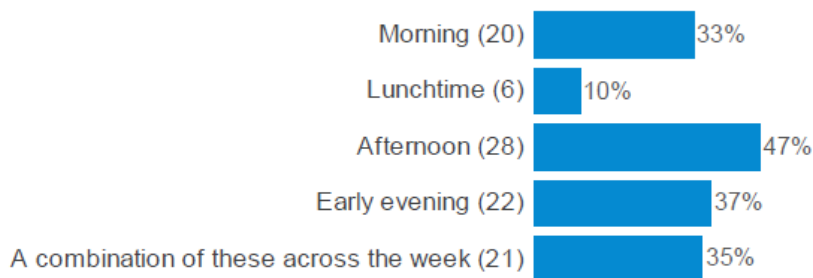 Morning (20) 33%
Lunchtime (6) 10%
Afternoon (28) 47%
Early evening (22) 37%
A combination of these across the week (21) 35%